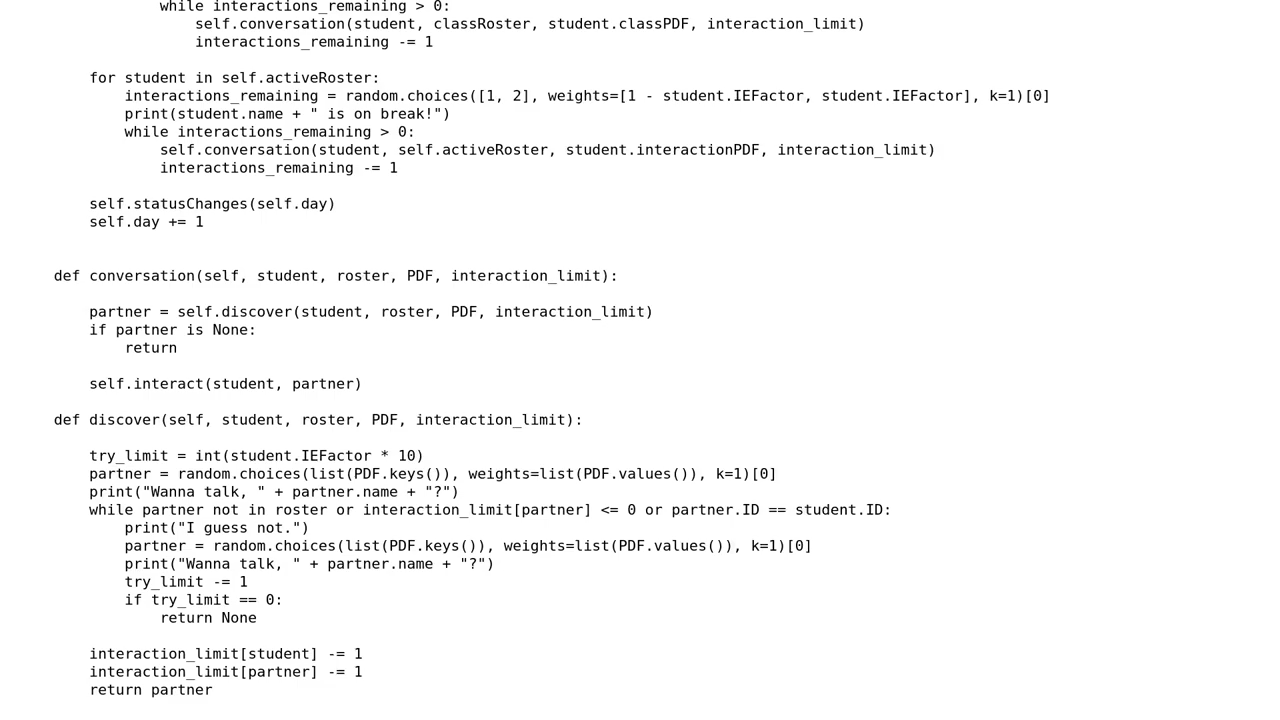 while interactions_remaining > 0:
self.conversation(student, classRoster, student.classPDF, interaction_limit)
interactions_remaining -= 1
for student in self.activeRoster:
interactions_remaining = random.choices([1, 2], weights=[1 - student.IEFactor, student.IEFactor], k=1)[0]
print(student.name + " is on break!")
while interactions_remaining > 0:
self.conversation(student, self.activeRoster, student.interactionPDF, interaction_limit)
interactions_remaining -= 1
self.statusChanges(self.day)
self.day += 1
def conversation(self, student, roster, PDF, interaction_limit):
partner = self.discover(student, roster, PDF, interaction_limit)
if partner is None:
return
self.interact(student, partner)
def discover(self, student, roster, PDF, interaction_limit):
try_limit = int(student.IEFactor * 10)
partner = random.choices(list(PDF.keys()), weights=list(PDF.values()), k=1)[0]
print("Wanna talk, " + partner.name + "?")
while partner not in roster or interaction_limit[partner] <= 0 or partner.ID == student.ID:
print("I guess not.")
partner = random.choices(list(PDF.keys()), weights=list(PDF.values()), k=1)[0]
print("Wanna talk, " + partner.name + "?")
try_limit -= 1
if try_limit == 0:
return None
interaction_limit[student] -= 1
interaction_limit[partner] -= 1
return partner